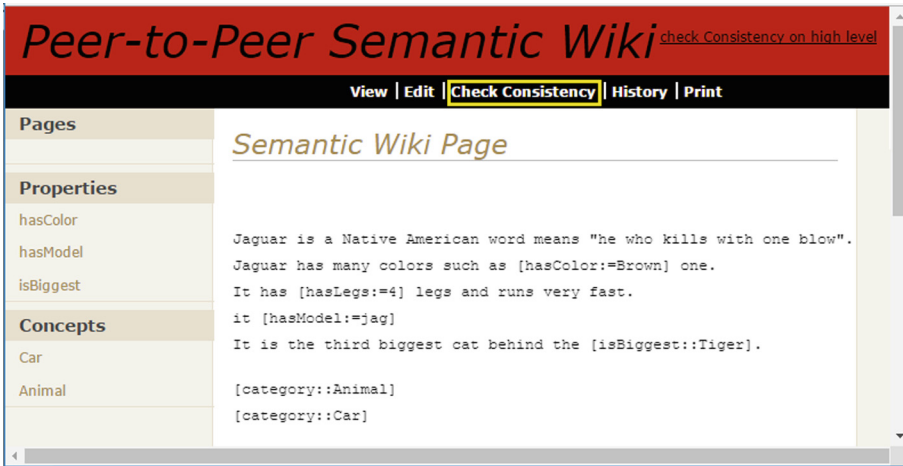 Peer-to-Peer Semantic Wiki check Consistency on high level
View | Edit | Check Consistency | History | Print
Pages
Properties
hasColor
hasModel
isBiggest
Concepts
Car
Animal
Semantic Wiki Page
Jaguar is a Native American word means "he who kills with one blow".
Jaguar has many colors such as [hasColor:=Brown] one.
It has [hasLegs:=4] legs and runs very fast.
it [hasModel:=jag]
It is the third biggest cat behind the [isBiggest::Tiger].
[category::Animal]
[category::Car]